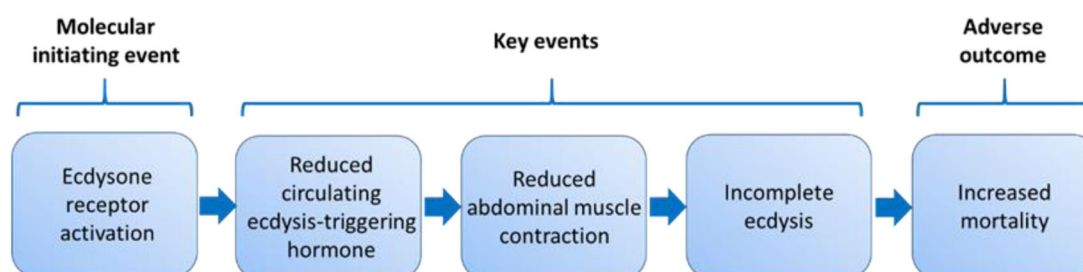 Molecular
initiating event
Key events
Adverse
outcome
Ecdysone
receptor
activation
Reduced
circulating
ecdysis-triggering
hormone
Reduced
abdominal muscle
contraction
Incomplete
ecdysis
Increased
mortality